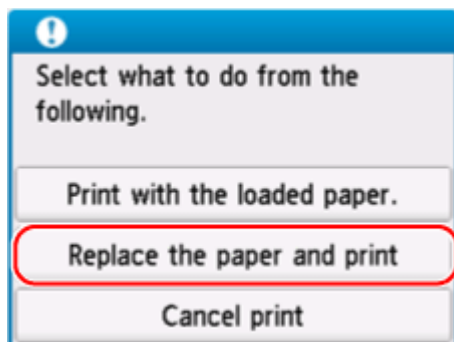 Select what to do from the
following.
Print with the loaded paper.
Replace the paper and print
Cancel print